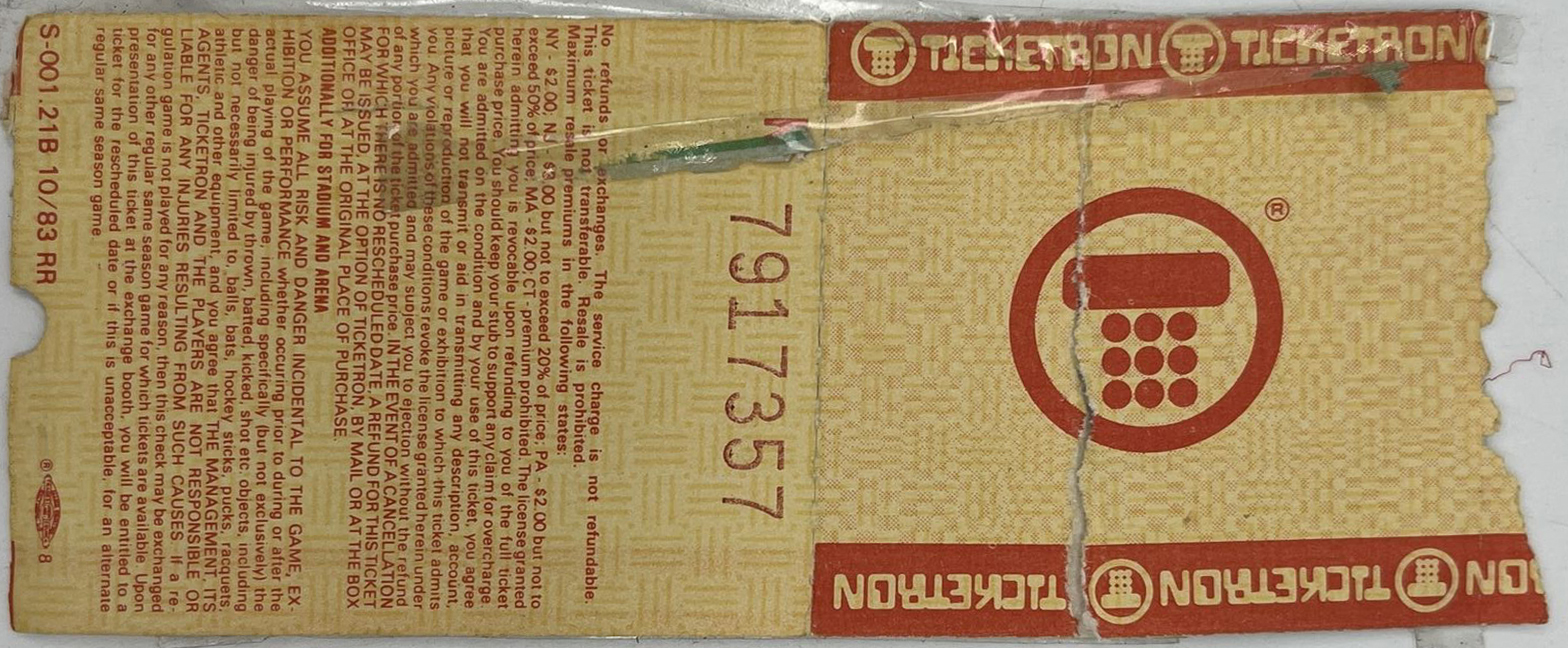 TICKETRON TICKETRON
®
7917357
No refunds or exchanges. The service charge is not refundable.
This ticket is not transferable. Resale is prohibited.
Maximum resale premiums in the following states:
NY - $2.00; NJ - $3.00 but not to exceed 20% of price; PA - $2.00 but not to
exceed 50% of price; MA - $2.00; CT - premium prohibited. The license granted
herein admitting you is revocable upon refunding to you of the full ticket
purchase price. You should keep your stub to support any claim for overcharge.
You are admitted on the condition and by your use of this ticket, you agree
that you will not transmit or aid in transmitting any description, account,
picture or reproduction of the game or exhibition to which this ticket admits
you. Any violations of these conditions revoke the license granted herein under
which you are admitted and may subject you to ejection without the refund
of any portion of the ticket purchase price. IN THE EVENT OF A CANCELLATION
FOR WHICH THERE IS NO RESCHEDULED DATE, A REFUND FOR THIS TICKET
MAY BE ISSUED, AT THE OPTION OF TICKETRON, BY MAIL OR AT THE BOX
OFFICE OF AT THE ORIGINAL PLACE OF PURCHASE.
ADDITIONALLY FOR STADIUM AND ARENA
YOU ASSUME ALL RISK AND DANGER INCIDENTAL TO THE GAME, EX-
HIBITION OR PERFORMANCE whether occurring prior to during or after the
actual playing of the game, including specifically (but not exclusively) the
danger of being injured by thrown, batted, kicked, shot etc. objects, including
but not necessarily limited to, balls, bats, hockey sticks, pucks, racquets,
athletic and other equipment, and you agree that THE MANAGEMENT, ITS
AGENTS, TICKETRON AND THE PLAYERS ARE NOT RESPONSIBLE OR
LIABLE FOR ANY INJURIES RESULTING FROM SUCH CAUSES. If a re-
gulation game is not played for any reason, then this check may be exchanged
for any other regular same season game for which tickets are available. Upon
presentation of this ticket at the exchange booth, you will be entitled to a
ticket for the rescheduled date or if this is unacceptable, for an alternate
regular same season game.
S-001.21B 10/83 RR
® 8
TICKETRON TICKETRON RON